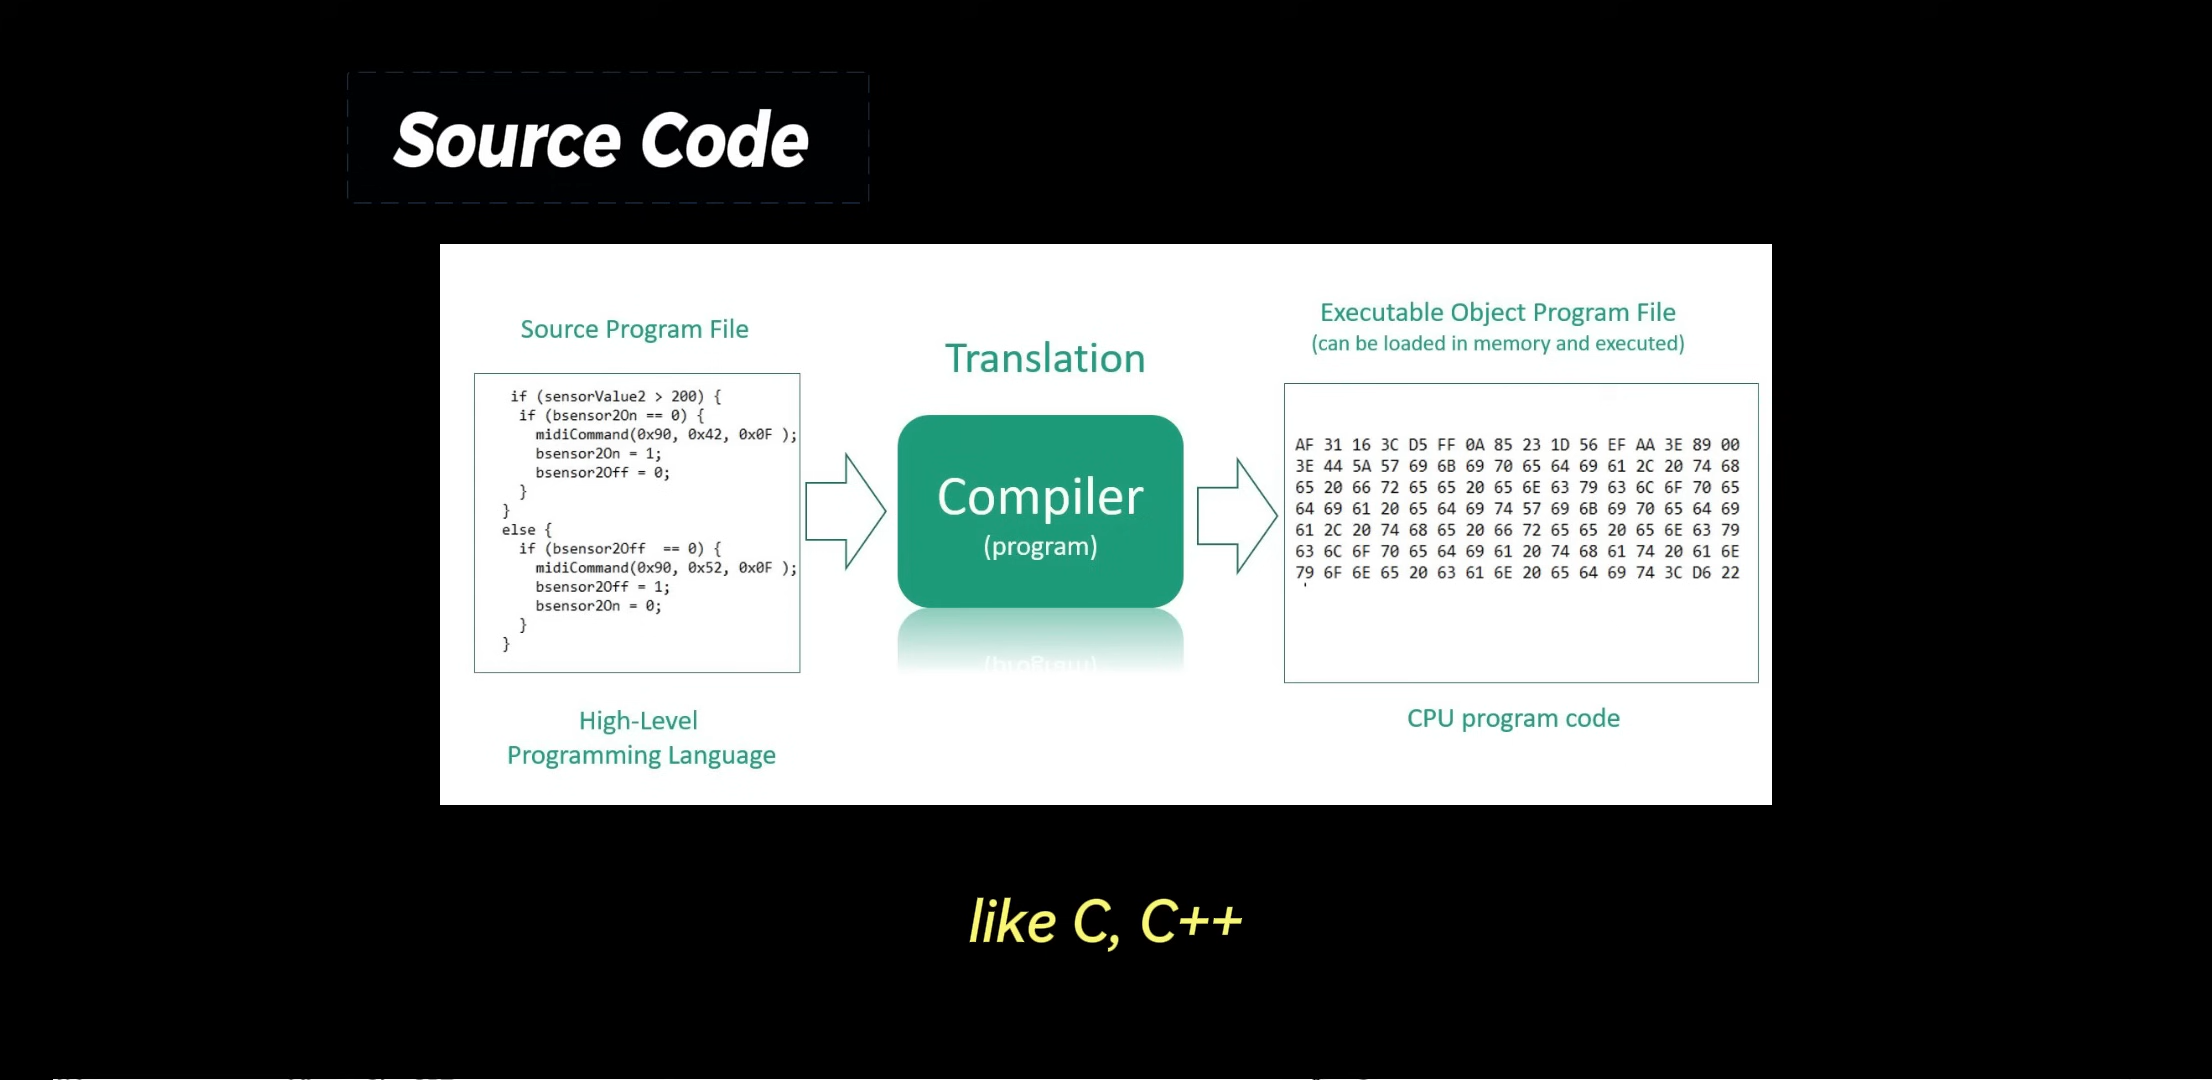 Source Code
Source Program File
if (sensorValue2 > 200) {
if (bsensor2On == 0) {
midiCommand(0x90, 0x42, 0x0F );
bsensor2On = 1;
bsensor2Off = 0;
}
}
else {
if (bsensor2Off  == 0) {
midiCommand(0x90, 0x52, 0x0F );
bsensor2Off = 1;
bsensor2On = 0;
}
}
High-Level
Programming Language
Translation
Compiler
(program)
(program)
Executable Object Program File
(can be loaded in memory and executed)
AF 31 16 3C D5 FF 0A 85 23 1D 56 EF AA 3E 89 00
3E 44 5A 57 69 6B 69 70 65 64 69 61 2C 20 74 68
65 20 66 72 65 65 20 65 6E 63 79 63 6C 6F 70 65
64 69 61 20 65 64 69 74 57 69 6B 69 70 65 64 69
61 2C 20 74 68 65 20 66 72 65 65 20 65 6E 63 79
63 6C 6F 70 65 64 69 61 20 74 68 61 74 20 61 6E
79 6F 6E 65 20 63 61 6E 20 65 64 69 74 3C D6 22
CPU program code
like C, C++